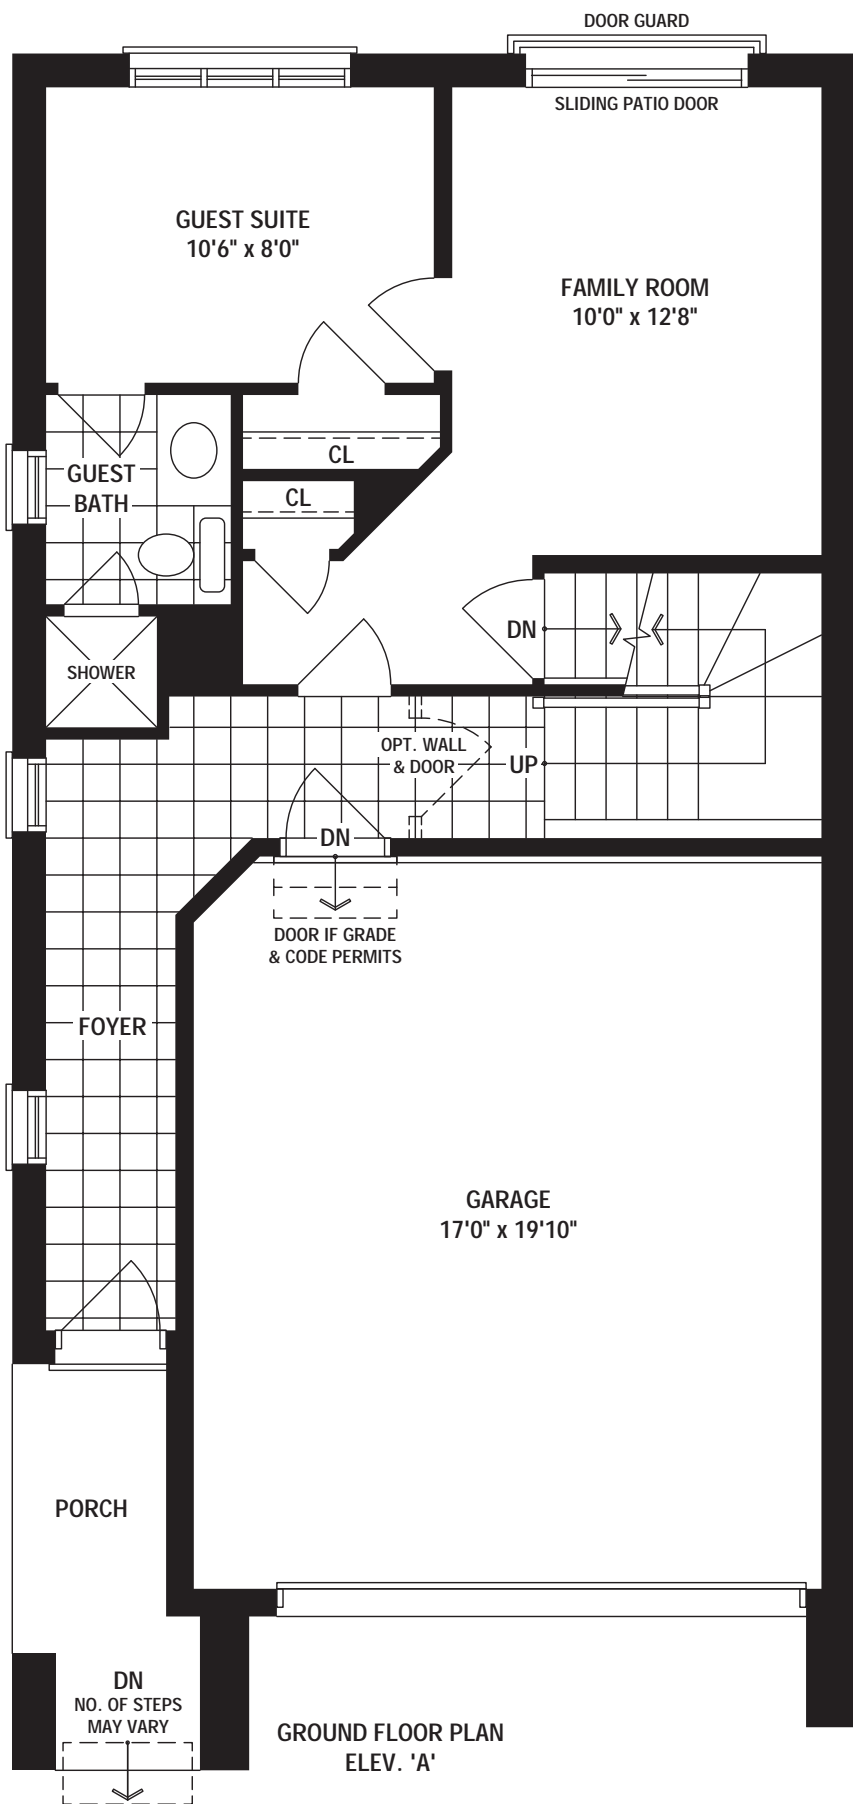 DOOR GUARD
SLIDING PATIO DOOR
GUEST SUITE
10'6" x 8'0"
FAMILY ROOM
10'0" x 12'8"
CL
GUEST
BATH
CL
DN
SHOWER
OPT. WALL
& DOOR
UP
DN
DOOR IF GRADE
& CODE PERMITS
FOYER
GARAGE
17'0" x 19'10"
PORCH
DN
NO. OF STEPS
MAY VARY
GROUND FLOOR PLAN
ELEV. 'A'